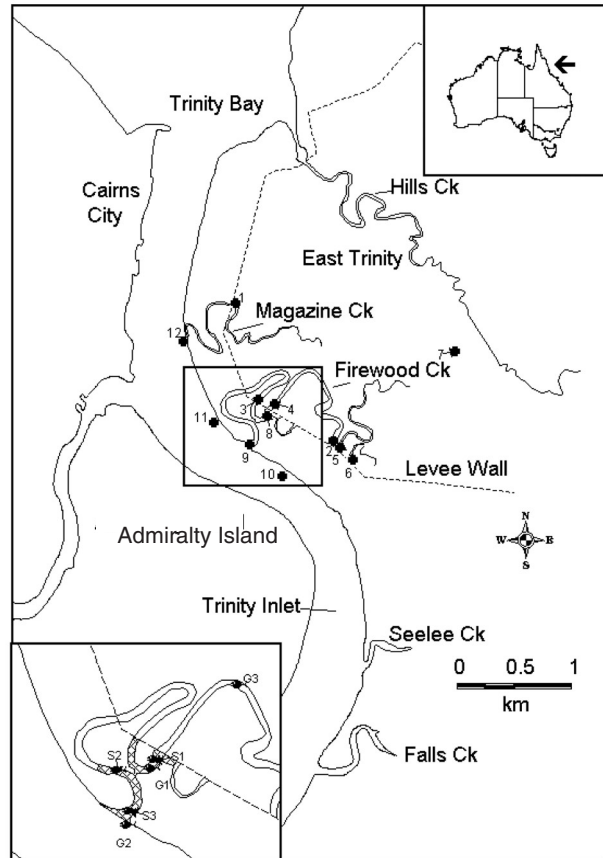 Trinity Bay
Cairns
City
Hills Ck
East Trinity
1
Magazine Ck
12
7
Firewood Ck
3
4
8
11
2
5
9
6
10
Levee Wall
N
W E
S
Admiralty Island
Trinity Inlet
Seelee Ck
0 0.5 1
km
Falls Ck
G3
S2
S1
G1
S3
G2